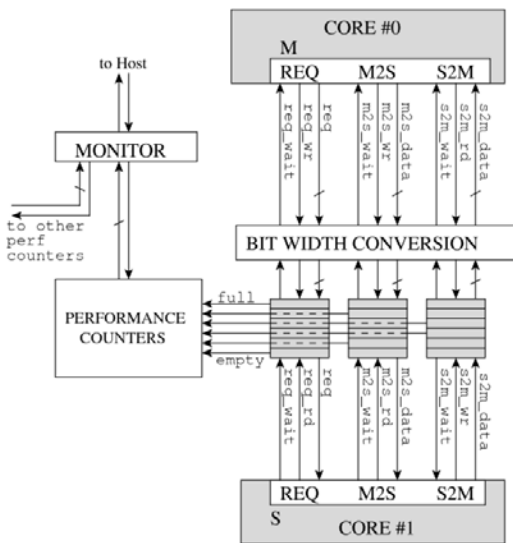 CORE #0
M
REQ M2S S2M
req_wait
req_wr
req
m2s_wait
m2s_wr
m2s_data
s2m_wait
s2m_rd
s2m_data
to Host
MONITOR
to other
perf
counters
BIT WIDTH CONVERSION
PERFORMANCE
COUNTERS
full
empty
req_wait
req_rd
req
m2s_wait
m2s_rd
m2s_data
s2m_wait
s2m_wr
s2m_data
REQ M2S S2M
S
CORE #1